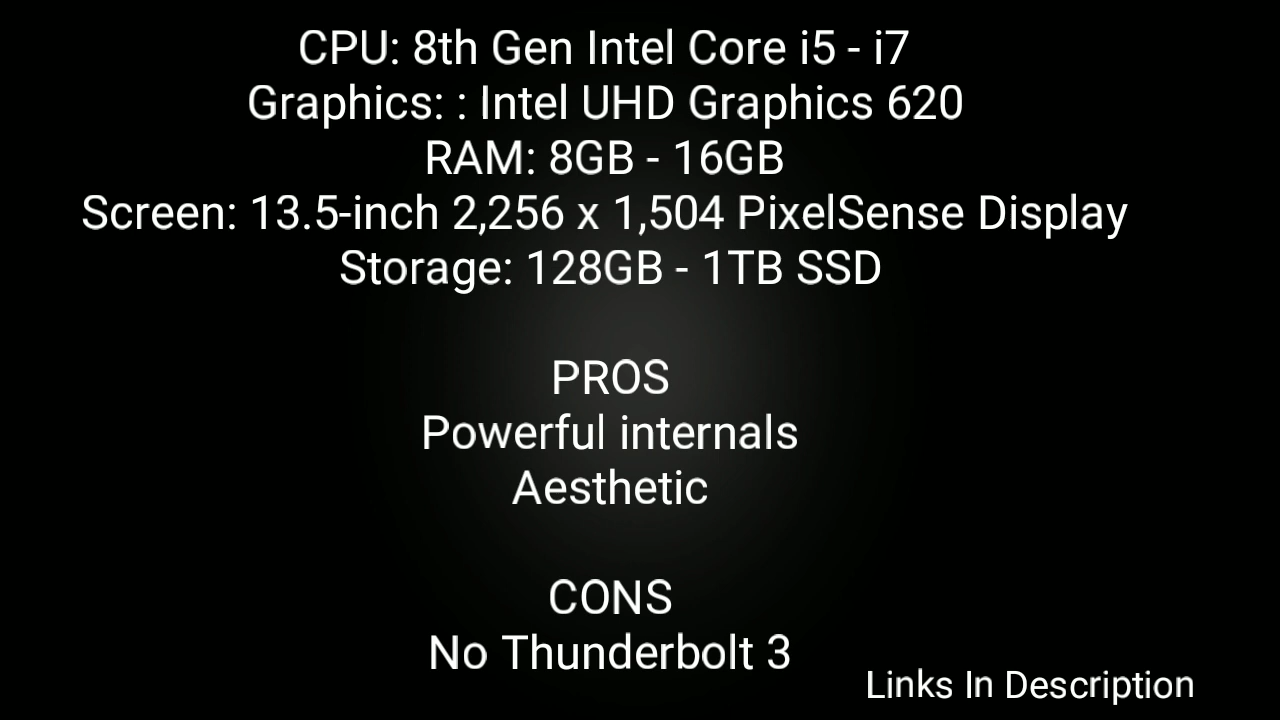 CPU: 8th Gen Intel Core i5 - i7
Graphics: : Intel UHD Graphics 620
RAM: 8GB - 16GB
Screen: 13.5-inch 2,256 x 1,504 PixelSense Display
Storage: 128GB - 1TB SSD
PROS
Powerful internals
Aesthetic
CONS
No Thunderbolt 3
Links In Description